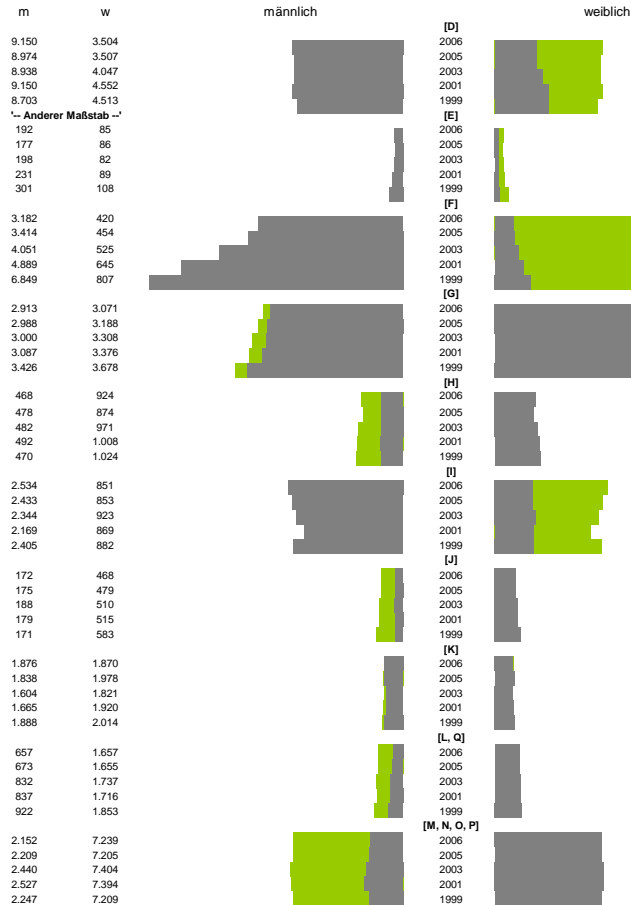 m w männlich weiblich
[D]
9.150 3.504 2006
8.974 3.507 2005
8.938 4.047 2003
9.150 4.552 2001
8.703 4.513 1999
'-- Anderer Maßstab --' [E]
192 85 2006
177 86 2005
198 82 2003
231 89 2001
301 108 1999
[F]
3.182 420 2006
3.414 454 2005
4.051 525 2003
4.889 645 2001
6.849 807 1999
[G]
2.913 3.071 2006
2.988 3.188 2005
3.000 3.308 2003
3.087 3.376 2001
3.426 3.678 1999
[H]
468 924 2006
478 874 2005
482 971 2003
492 1.008 2001
470 1.024 1999
[I]
2.534 851 2006
2.433 853 2005
2.344 923 2003
2.169 869 2001
2.405 882 1999
[J]
172 468 2006
175 479 2005
188 510 2003
179 515 2001
171 583 1999
[K]
1.876 1.870 2006
1.838 1.978 2005
1.604 1.821 2003
1.665 1.920 2001
1.888 2.014 1999
[L, Q]
657 1.657 2006
673 1.655 2005
832 1.737 2003
837 1.716 2001
922 1.853 1999
[M, N, O, P]
2.152 7.239 2006
2.209 7.205 2005
2.440 7.404 2003
2.527 7.394 2001
2.247 7.209 1999